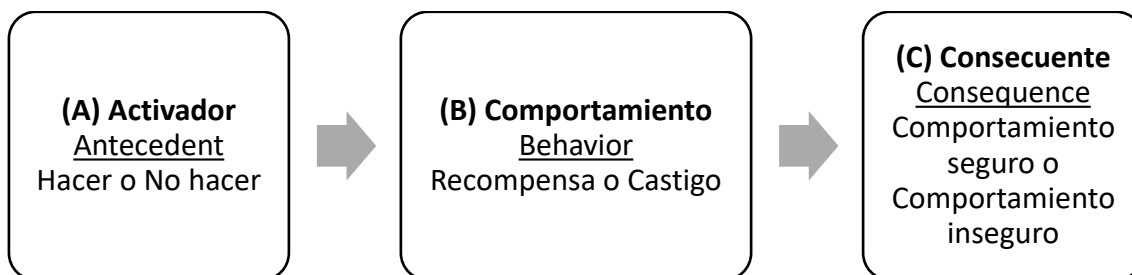 (A) Activador
Antecedent
Hacer o No hacer
(B) Comportamiento
Behavior
Recompensa o Castigo
(C) Consecuente
Consequence
Comportamiento
seguro o
Comportamiento
inseguro